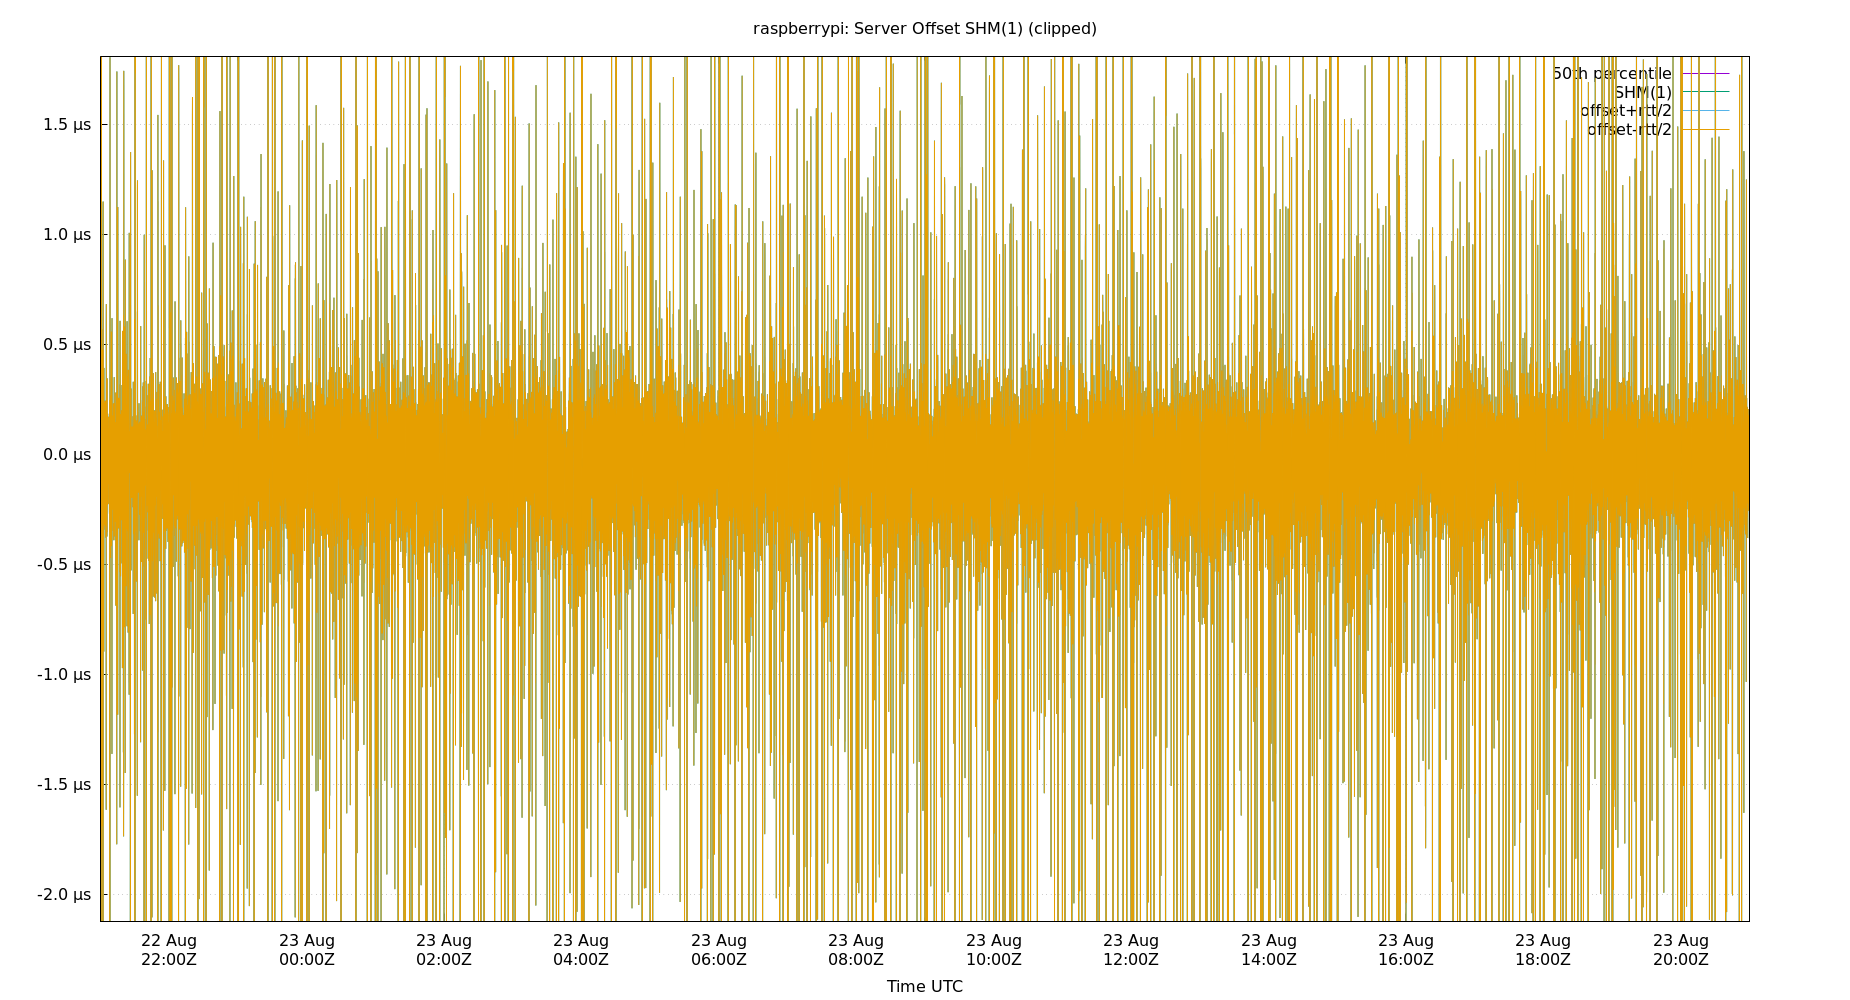 raspberrypi: Server Offset SHM(1) (clipped)
50th percentile
SHM(1)
offset+rtt/2
offset-rtt/2
1.5 µs
1.0 µs
0.5 µs
0.0 µs
-0.5 µs
-1.0 µs
-1.5 µs
-2.0 µs
22 Aug 23 Aug 23 Aug 23 Aug 23 Aug 23 Aug 23 Aug 23 Aug 23 Aug 23 Aug 23 Aug 23 Aug
22:00Z 00:00Z 02:00Z 04:00Z 06:00Z 08:00Z 10:00Z 12:00Z 14:00Z 16:00Z 18:00Z 20:00Z
Time UTC